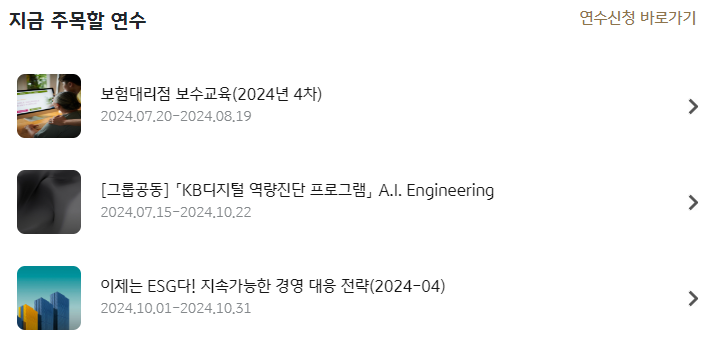 지금 주목할 연수
연수신청 바로가기
보험대리점 보수교육(2024년 4차)
2024.07.20-2024.08.19
[그룹공동] 「KB디지털 역량진단 프로그램」 A.I. Engineering
2024.07.15-2024.10.22
이제는 ESG다! 지속가능한 경영 대응 전략(2024-04)
2024.10.01-2024.10.31